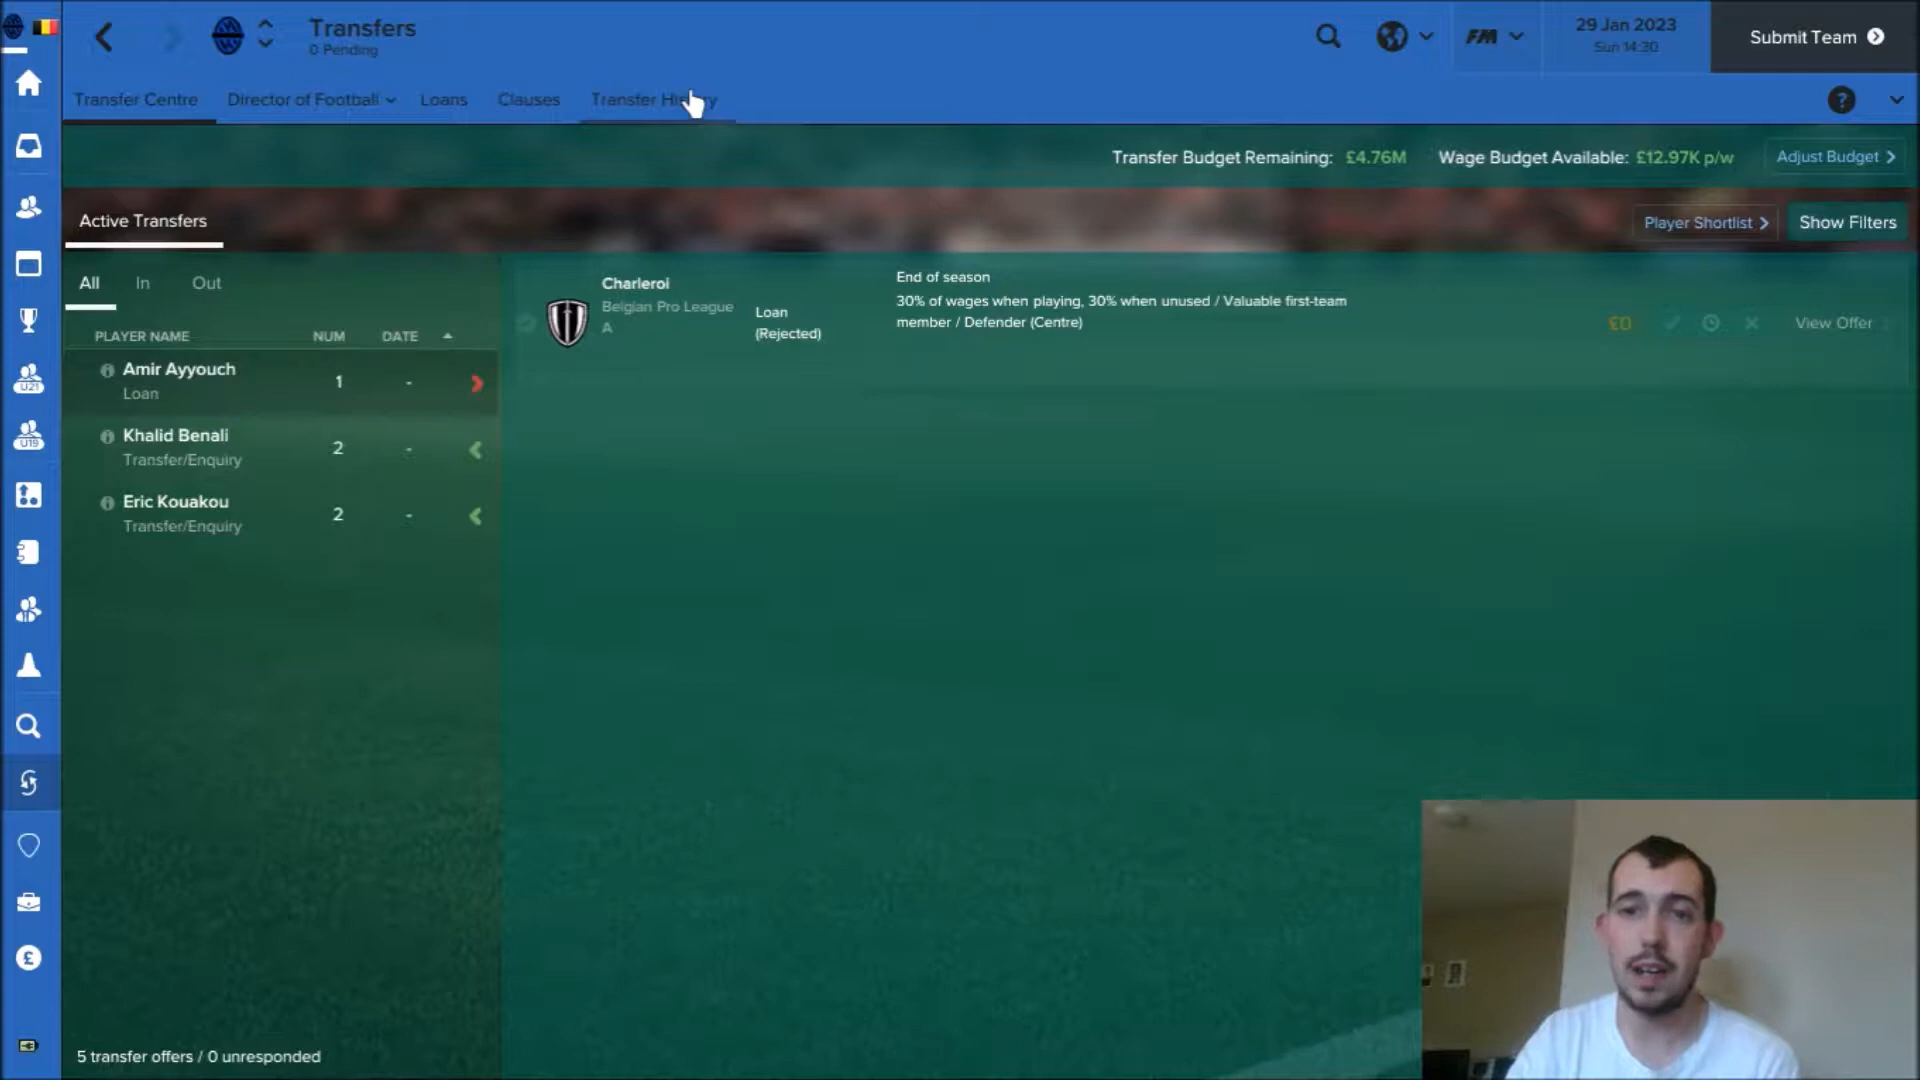 Transfers
0 Pending
FM
29 Jan 2023
Sun 14:30
Submit Team
Transfer Centre
Director of Football
Loans
Clauses
Transfer History
?
Transfer Budget Remaining: £4.76M
Wage Budget Available: £12.97K p/w
Adjust Budget
Active Transfers
Player Shortlist
Show Filters
All
In
Out
PLAYER NAME
NUM
DATE
Amir Ayyouch
Loan
1
-
Khalid Benali
Transfer/Enquiry
2
-
Eric Kouakou
Transfer/Enquiry
2
-
Charleroi
Belgian Pro League
A
Loan
(Rejected)
End of season
30% of wages when playing, 30% when unused / Valuable first-team
member / Defender (Centre)
£0
View Offer
U21
U19
£
5 transfer offers / 0 unresponded